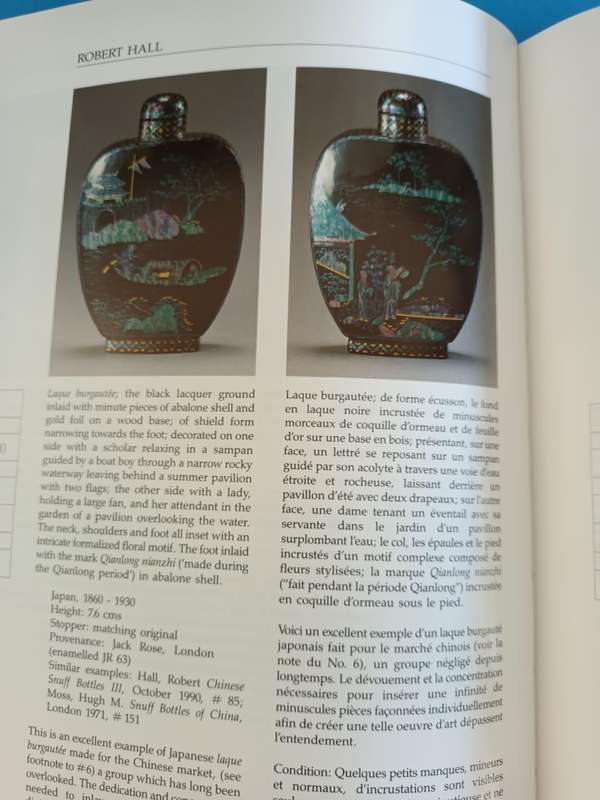 ROBERT HALL
Laque burgautée; the black lacquer ground
inlaid with minute pieces of abalone shell and
gold foil on a wood base; of shield form
narrowing towards the foot; decorated on one
side with a scholar relaxing in a sampan
guided by a boat boy through a narrow rocky
waterway leaving behind a summer pavilion
with two flags; the other side with a lady,
holding a large fan, and her attendant in the
garden of a pavilion overlooking the water.
The neck, shoulders and foot all inset with an
intricate formalized floral motif. The foot inlaid
with the mark Qianlong nianzhi ('made during
the Qianlong period') in abalone shell.
Japan, 1860 - 1930
Height: 7.6 cms
Stopper: matching original
Provenance: Jack Rose, London
(enamelled JR 63)
Similar examples: Hall, Robert Chinese
Snuff Bottles III, October 1990, # 85;
Moss, Hugh M. Snuff Bottles of China,
London 1971, # 151
This is an excellent example of Japanese laque
burgautée made for the Chinese market, (see
footnote to #6) a group which has long been
overlooked. The dedication and
needed to
Laque burgautée; de forme écusson, le fond
en laque noire incrustée de minuscules
morceaux de coquille d'ormeau et de feuille
d'or sur une base en bois; présentant, sur une
face, un lettré se reposant sur un sampan
guidé par son acolyte à travers une voie d'eau
étroite et rocheuse, laissant derrière un
pavillon d'été avec deux drapeaux; sur l'autre
face, une dame tenant un éventail avec sa
servante dans le jardin d'un pavillon
surplombant l'eau; le col, les épaules et le pied
incrustés d'un motif complexe composé de
fleurs stylisées; la marque Qianlong nianzhi
("fait pendant la période Qianlong") incrustée
en coquille d'ormeau sous le pied.
Voici un excellent exemple d'un laque burgauté
japonais fait pour le marché chinois (voir la
note du No. 6), un groupe négligé depuis
longtemps. Le dévouement et la concentration
nécessaires pour insérer une infinité de
minuscules pièces façonnées individuellement
afin de créer une telle oeuvre d'art dépassent
l'entendement.
Condition: Quelques petits manques, mineurs
et normaux, d'incrustations sont visibles